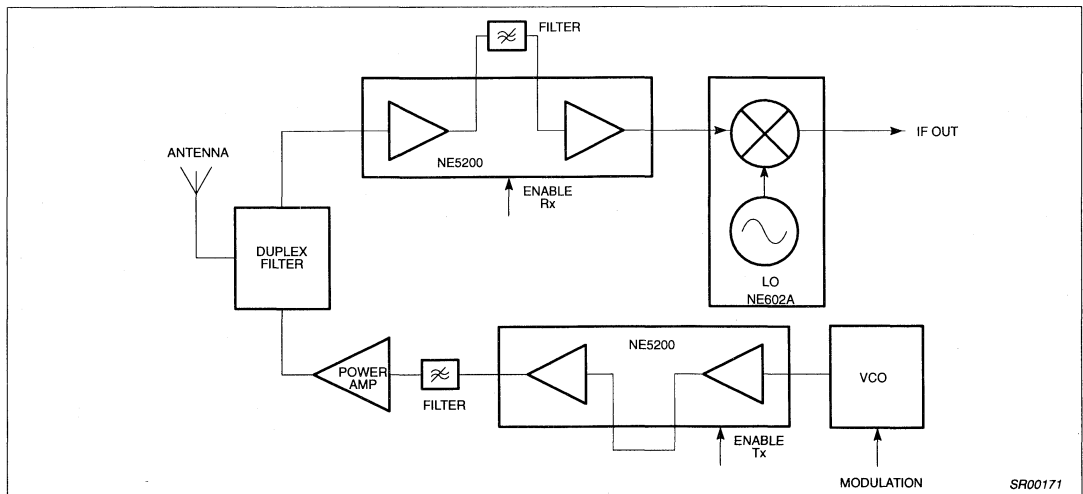 FILTER
NE5200
ENABLE
Rx
IF OUT
LO
NE602A
ANTENNA
DUPLEX
FILTER
POWER
AMP
FILTER
NE5200
ENABLE
Tx
VCO
MODULATION
SR00171